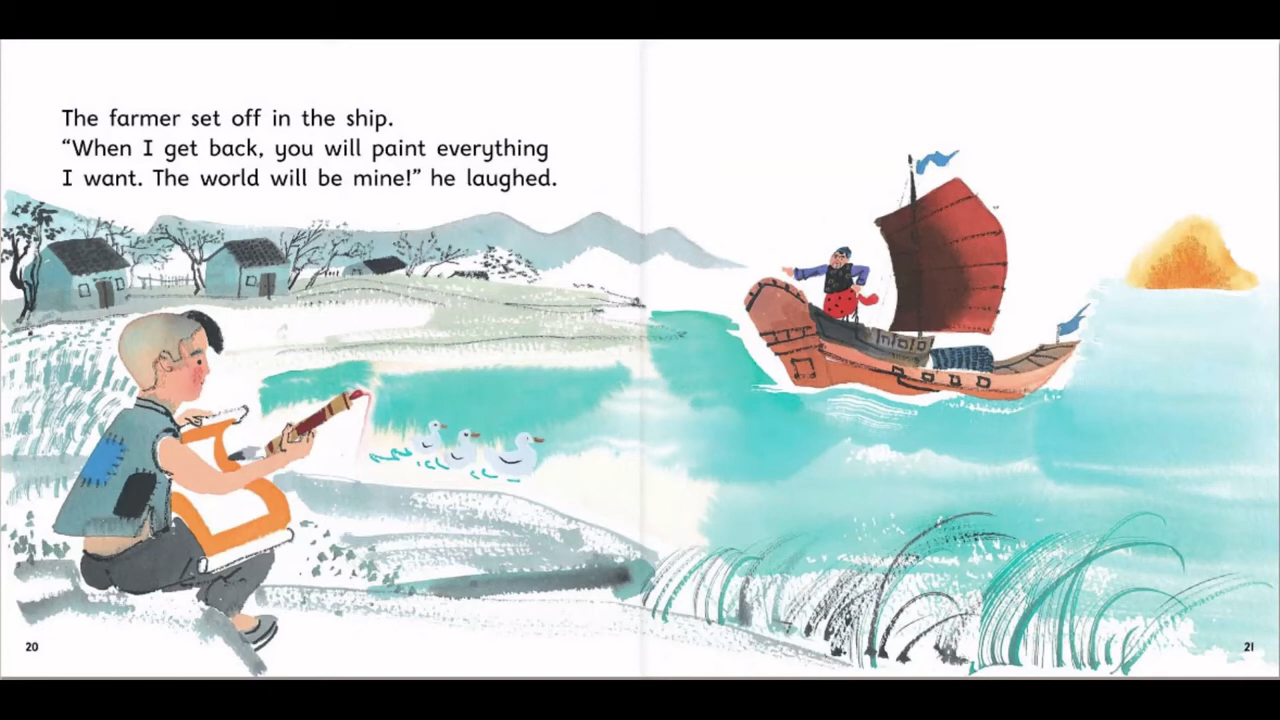 The farmer set off in the ship.
“When I get back, you will paint everything
I want. The world will be mine!” he laughed.
20
21